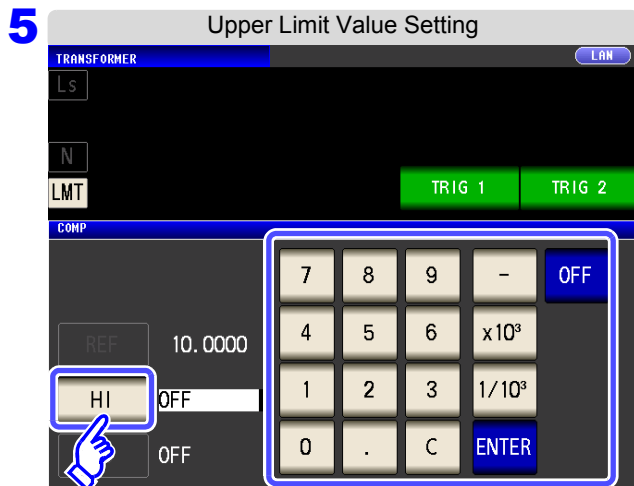 5
Upper Limit Value Setting
TRANSFORMER
LAN
Ls
N
LMT
TRIG 1
TRIG 2
COMP
7 8 9 - OFF
REF 10.0000
4 5 6 x10³
HI OFF
1 2 3 1/10³
OFF
0 . C ENTER